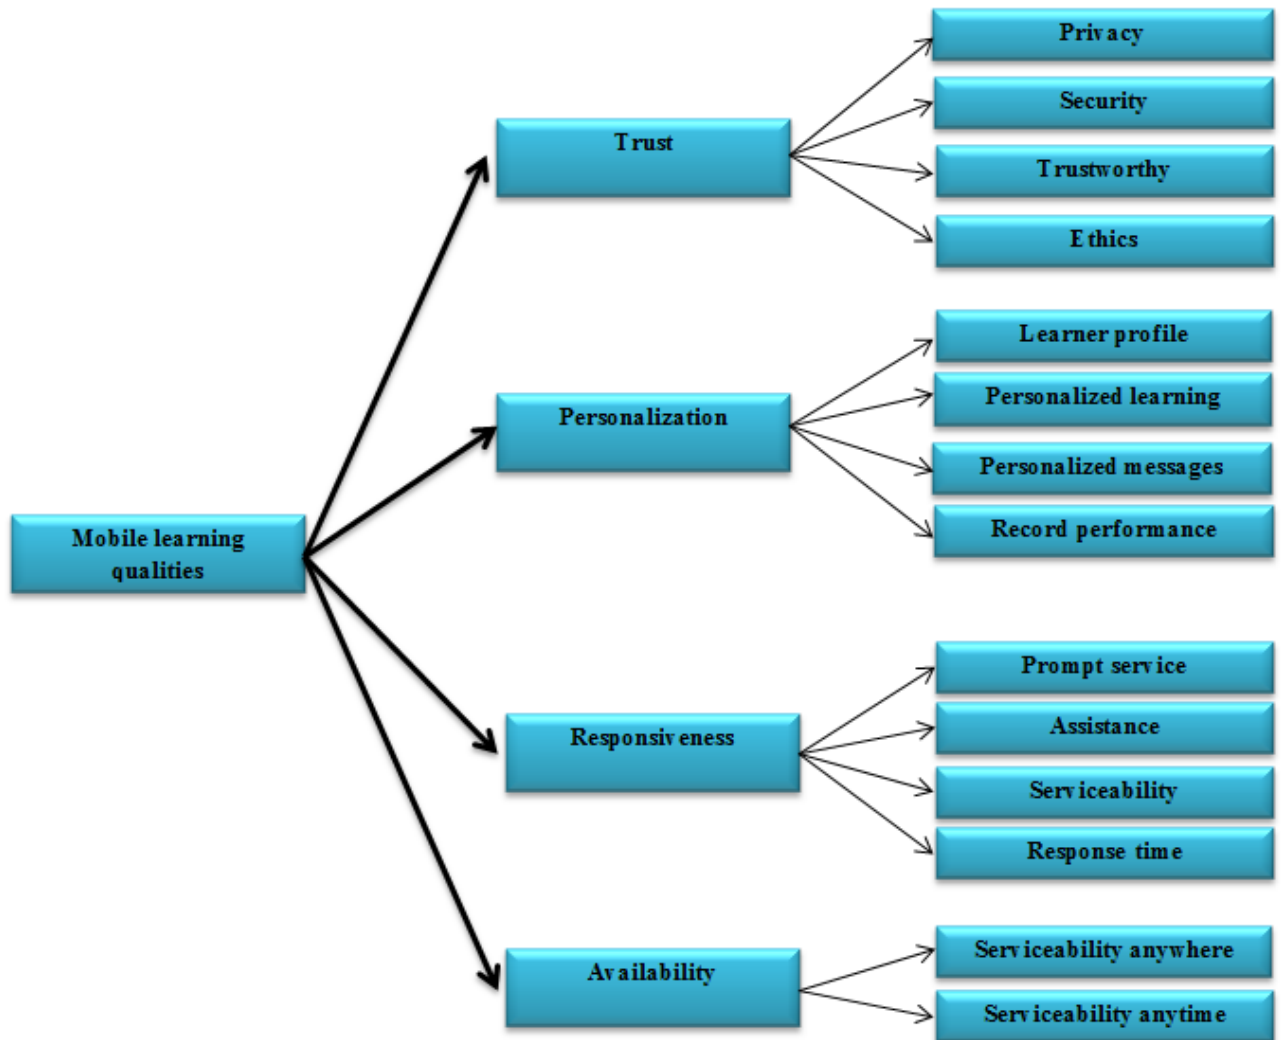 Privacy
Security
Trust
Trustworthy
Ethics
Learner profile
Personalized learning
Personalization
Personalized messages
Record performance
Mobile learning
qualities
Prompt service
Assistance
Responsiveness
Serviceability
Response time
Serviceability anywhere
Availability
Serviceability anytime